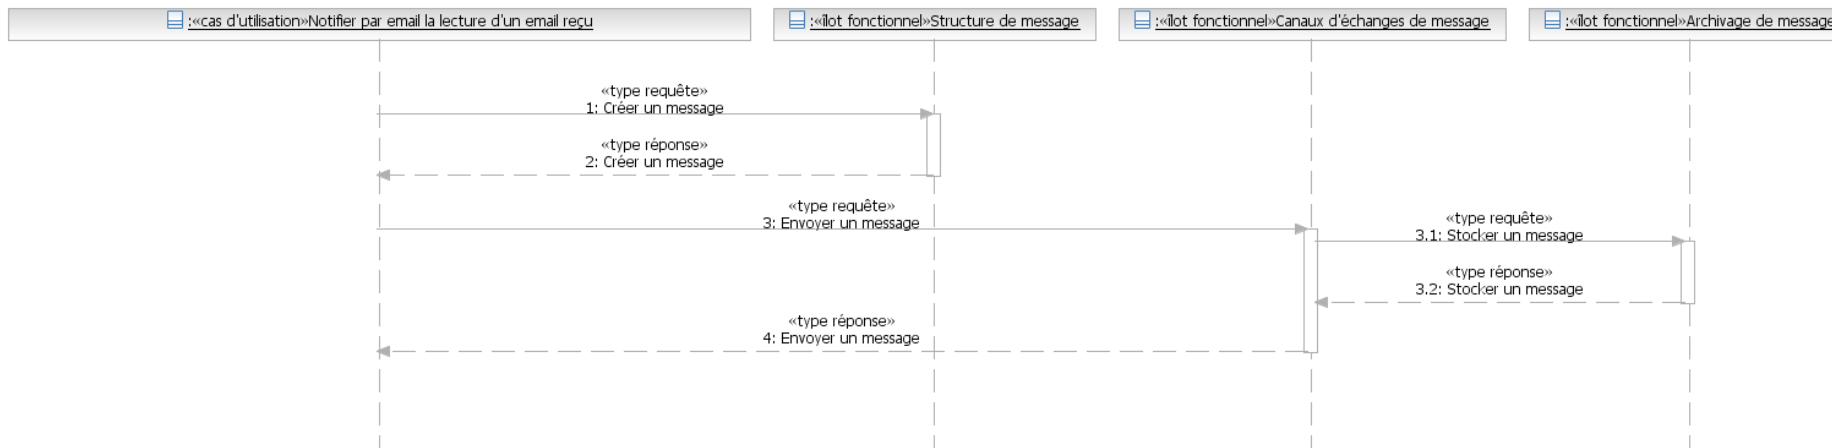 :«cas d'utilisation»Notifier par email la lecture d'un email reçu
:«îlot fonctionnel»Structure de message
:«îlot fonctionnel»Canaux d'échanges de message
:«îlot fonctionnel»Archivage de message
«type requête»
1: Créer un message
«type réponse»
2: Créer un message
«type requête»
3: Envoyer un message
«type requête»
3.1: Stocker un message
«type réponse»
3.2: Stocker un message
«type réponse»
4: Envoyer un message